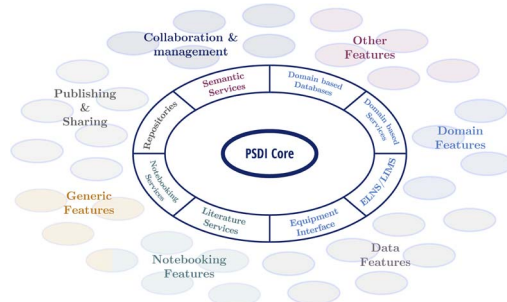 Collaboration &
management
Other
Features
Semantic
Services
Domain based
Databases
Publishing
&
Sharing
Repositories
Domain based
Services
PSDI Core
Domain
Features
Notebooking
Services
ELNS/LIMS
Generic
Features
Literature
Services
Equipment
Interface
Notebooking
Features
Data
Features